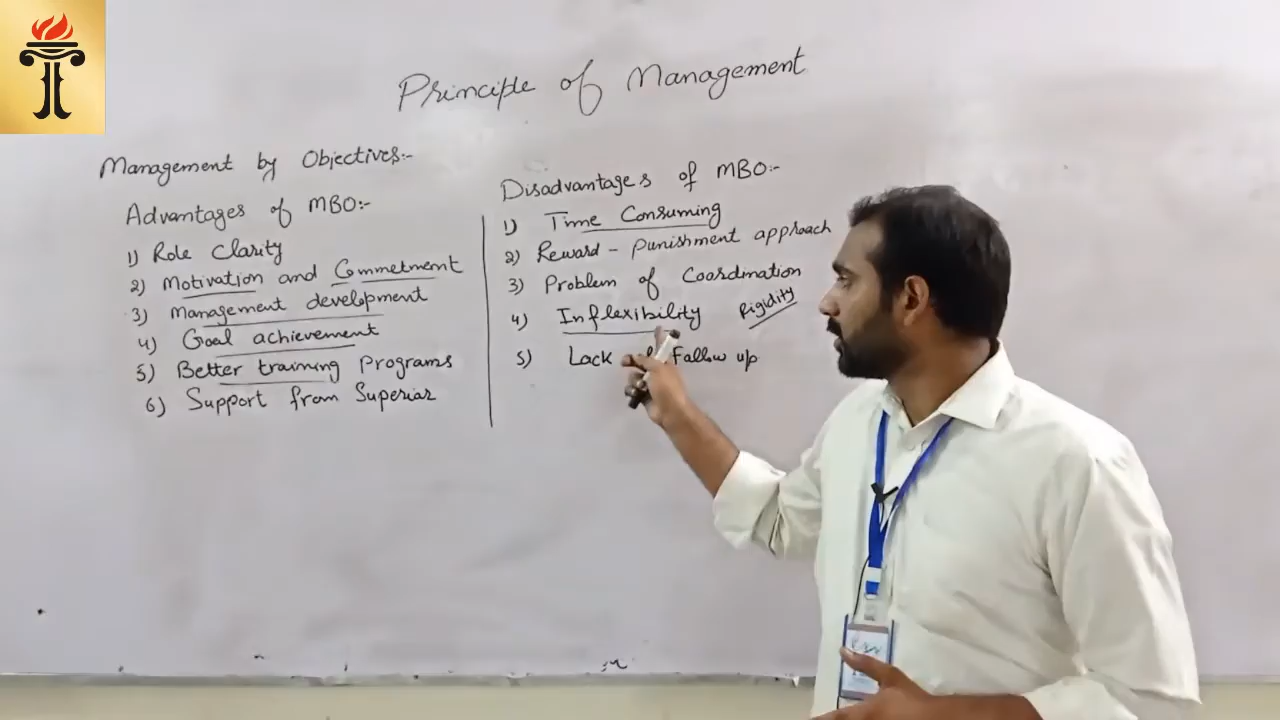 Principle of Management
Management by Objectives:-
Advantages of MBO:-
1) Role Clarity
2) Motivation and Commetment
3) Management development
4) Goal achievement
5) Better training Programs
6) Support from Superiar
Disadvantages of MBO:-
1) Time Consuming
2) Reward - Punishment approach
3) Problem of Coordination
4) Inflexibility Rigidity
5) Lack Fallow up